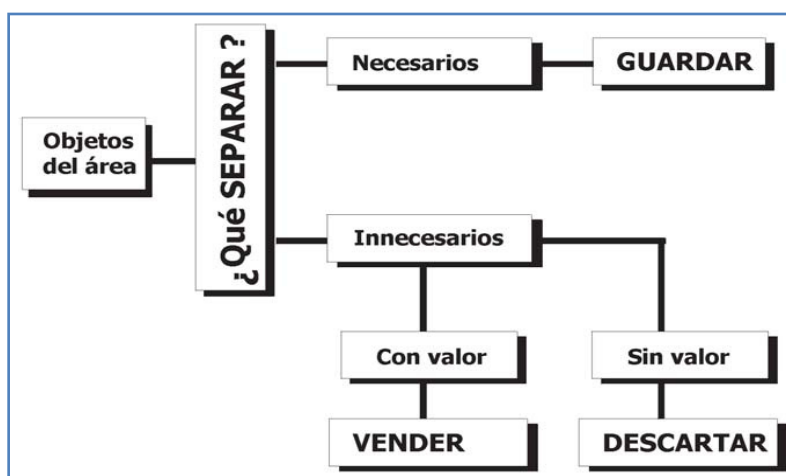 Objetos
del área
¿Qué SEPARAR ?
Necesarios
GUARDAR
Innecesarios
Con valor
Sin valor
VENDER
DESCARTAR